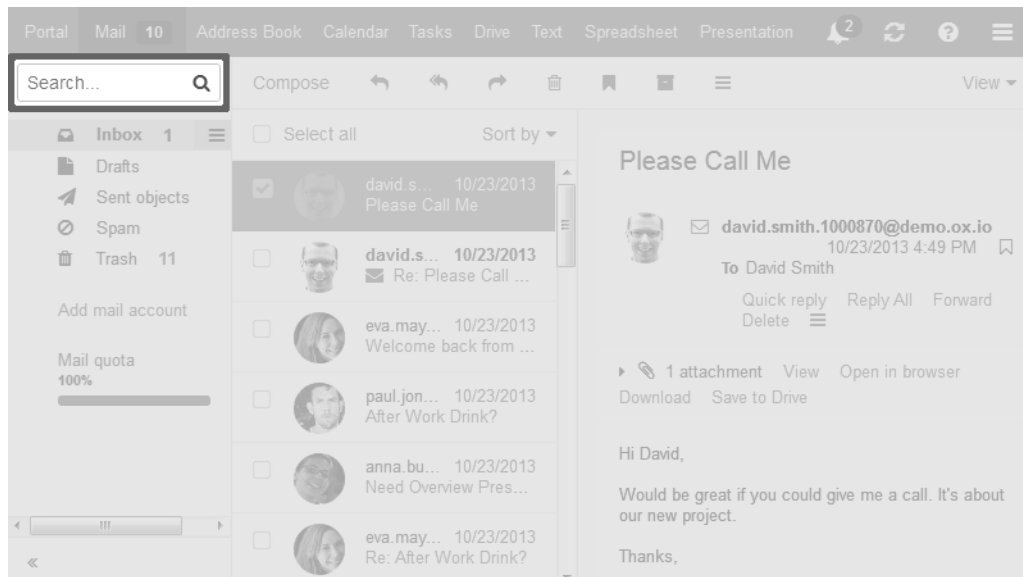 Portal Mail 10 Address Book Calendar Tasks Drive Text Spreadsheet Presentation 2
Search...
Compose View
Inbox 1
Drafts
Sent objects
Spam
Trash 11
Add mail account
Mail quota
100%
Select all Sort by
david.s... 10/23/2013
Please Call Me
david.s... 10/23/2013
Re: Please Call ...
eva.may... 10/23/2013
Welcome back from ...
paul.jon... 10/23/2013
After Work Drink?
anna.bu... 10/23/2013
Need Overview Pres...
eva.may... 10/23/2013
Re: After Work Drink?
Please Call Me
david.smith.1000870@demo.ox.io
10/23/2013 4:49 PM
To David Smith
Quick reply Reply All Forward
Delete
1 attachment View Open in browser
Download Save to Drive
Hi David,
Would be great if you could give me a call. It's about
our new project.
Thanks,